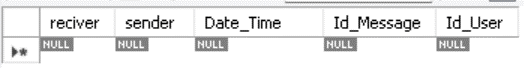 reciver sender Date_Time Id_Message Id_User
NULL NULL NULL NULL NULL